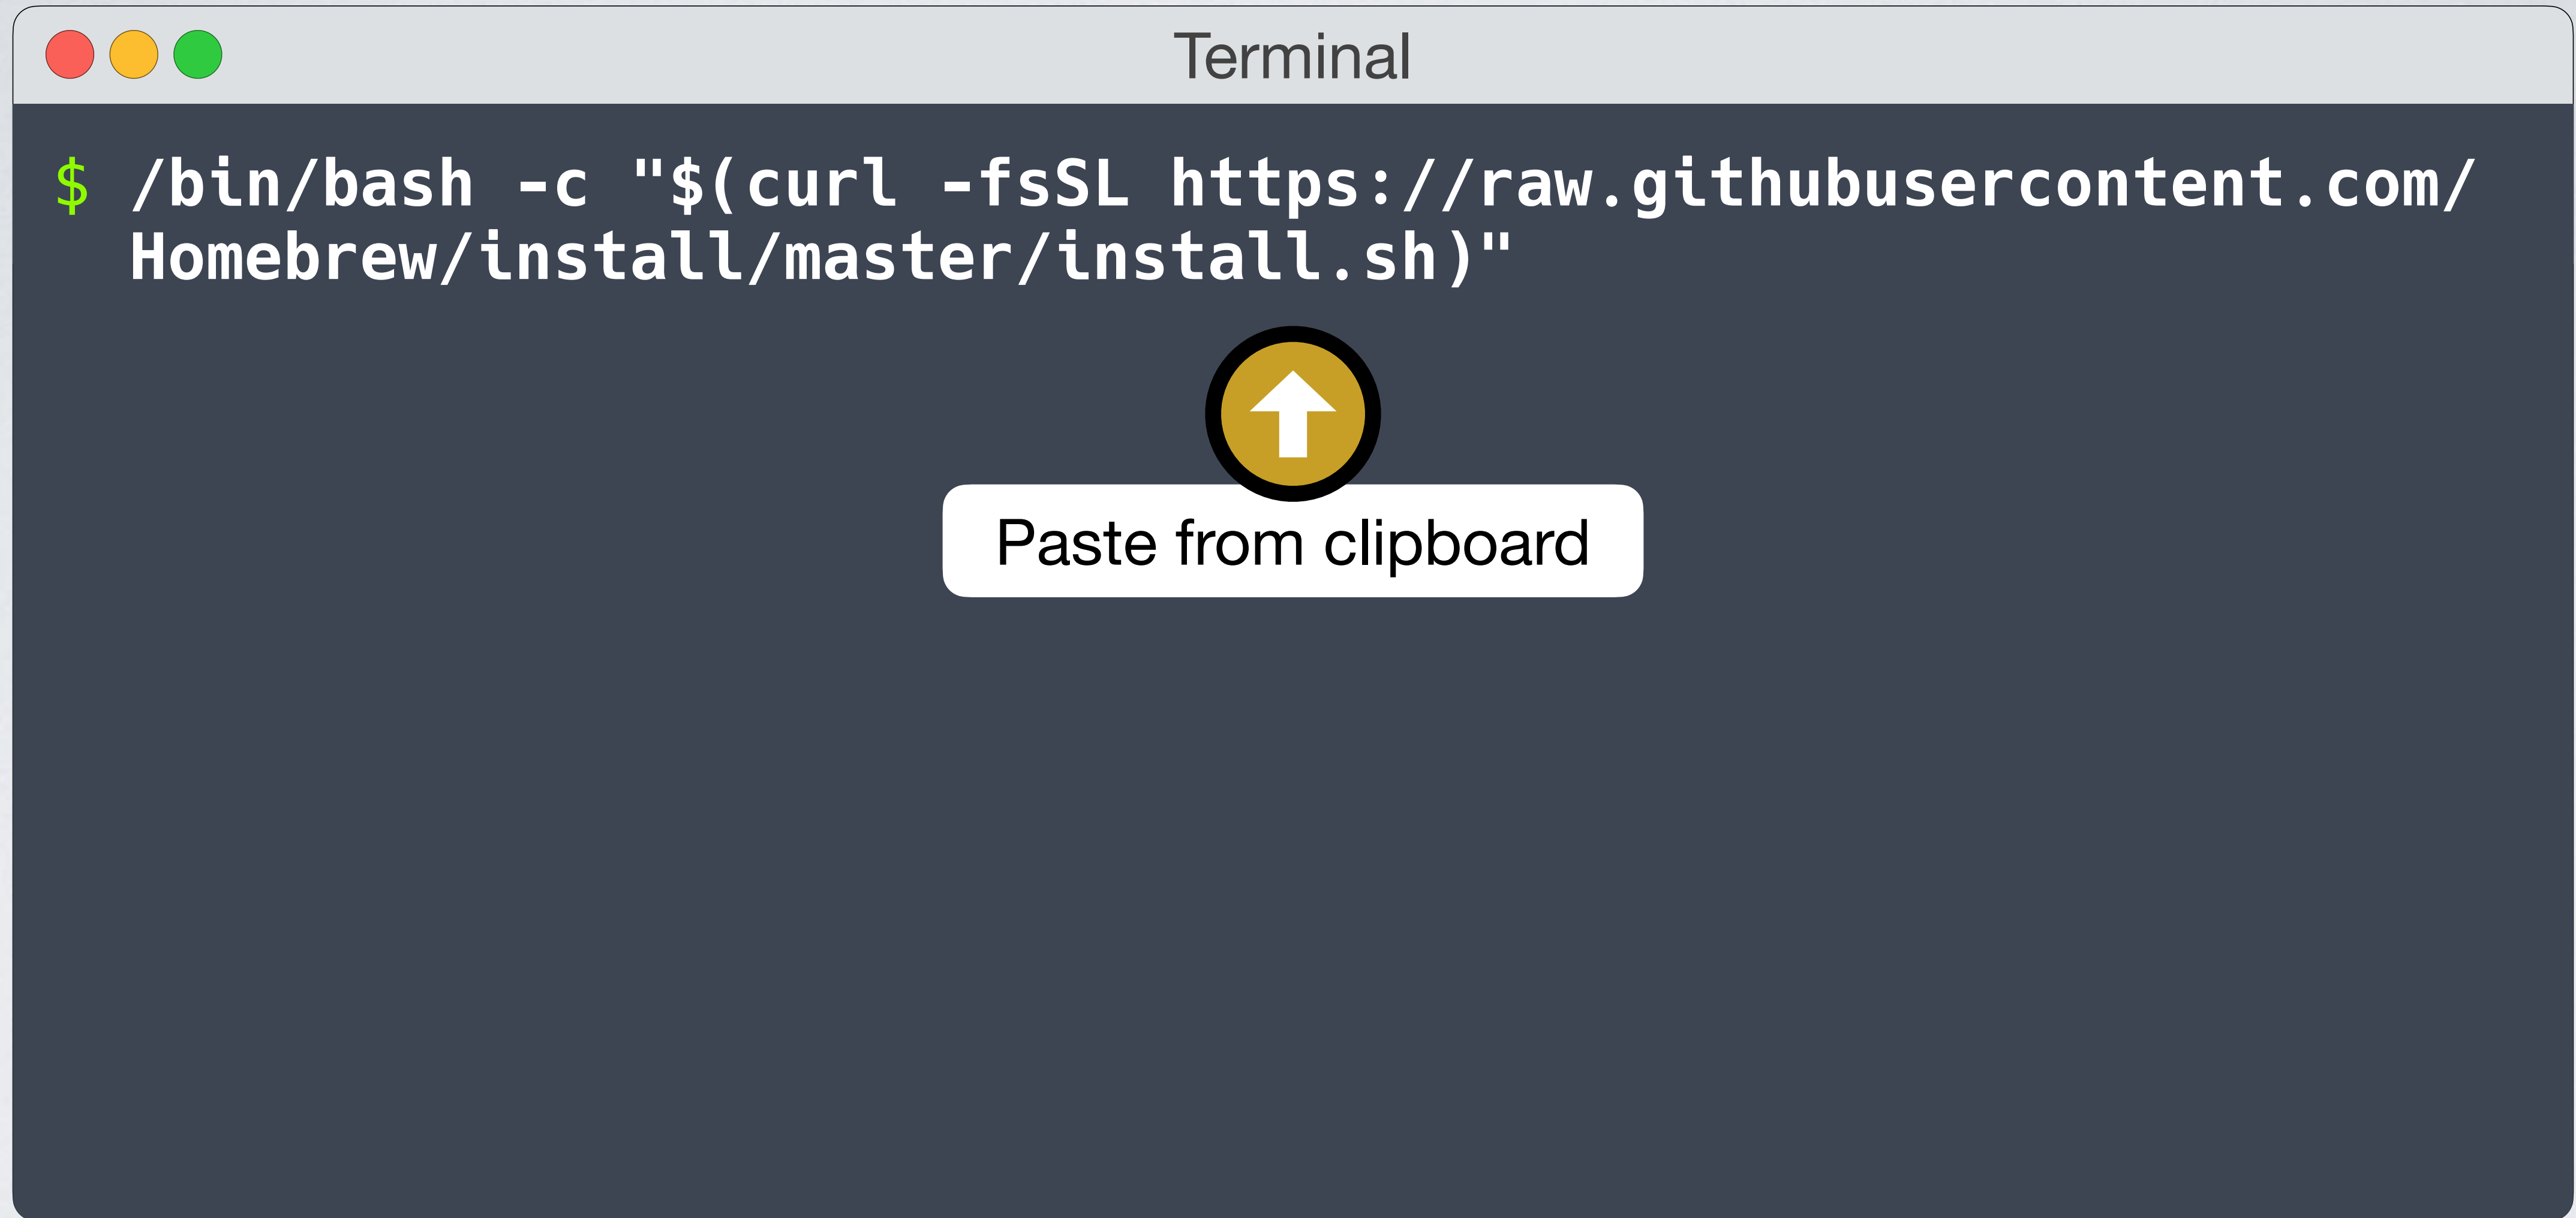 Terminal
$ /bin/bash -c "$(curl -fsSL https://raw.githubusercontent.com/
Homebrew/install/master/install.sh)"
Paste from clipboard